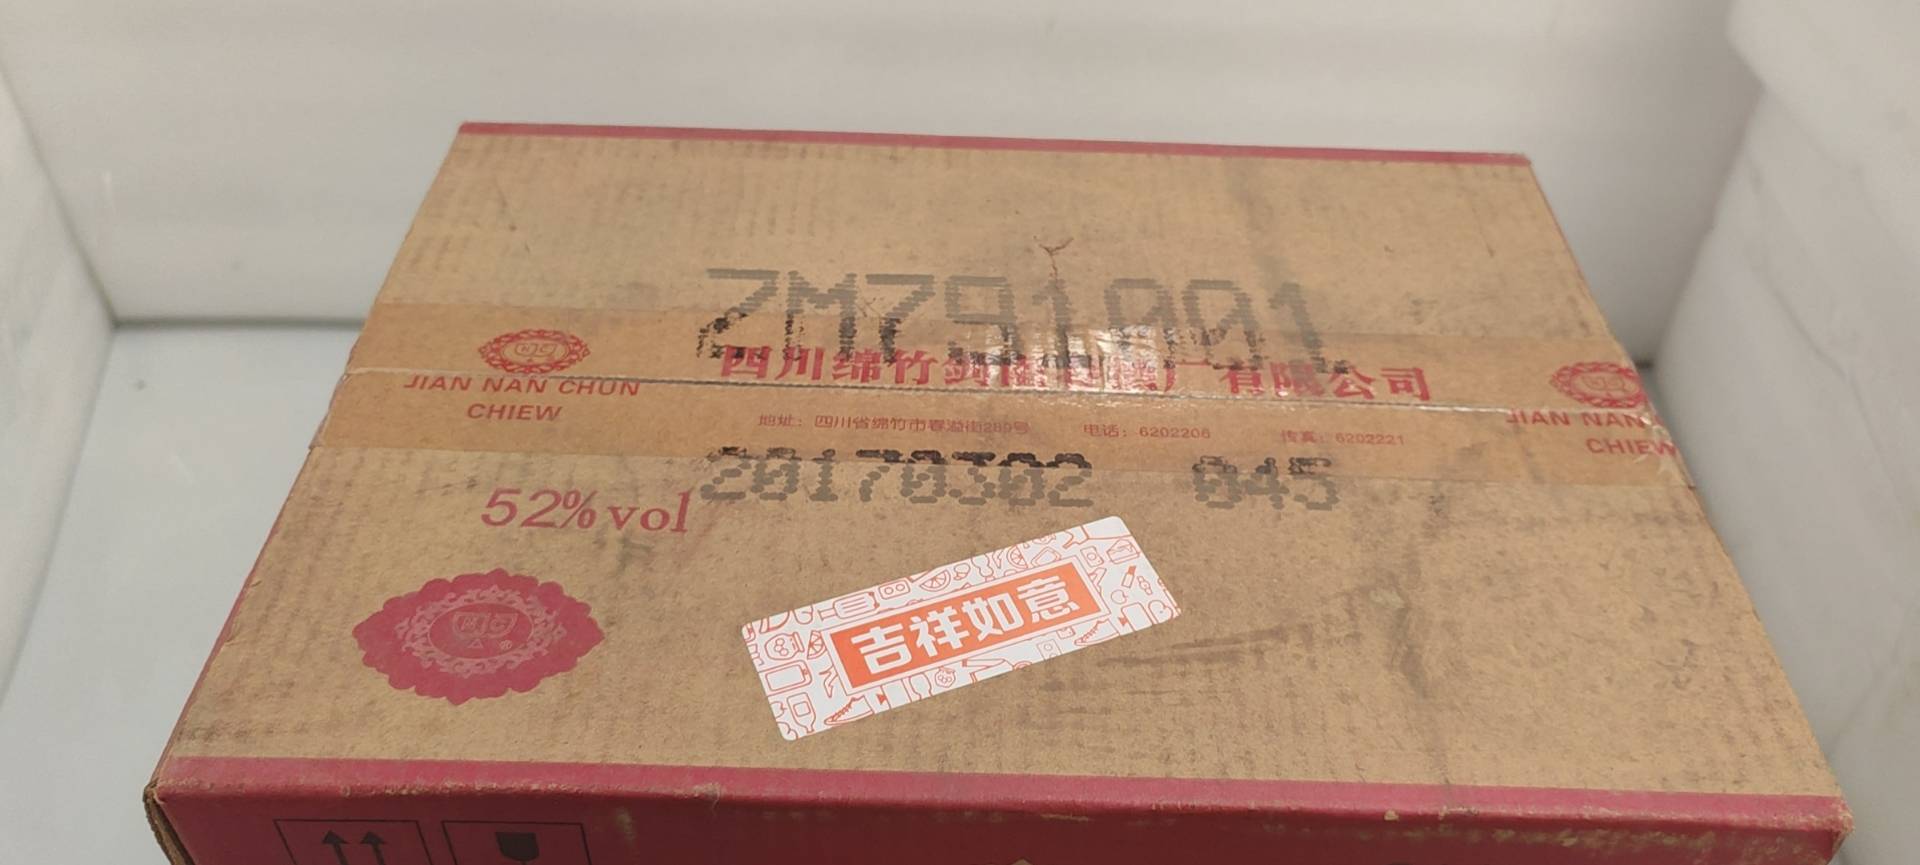 ZM791001
四川绵竹剑南春酒厂有限公司
JIAN NAN CHUN
CHIEW
地址：四川省绵竹市春溢街289号 电话：6202206 传真：6202221
JIAN NAN
CHIEW
20170302 045
52%vol
吉祥如意